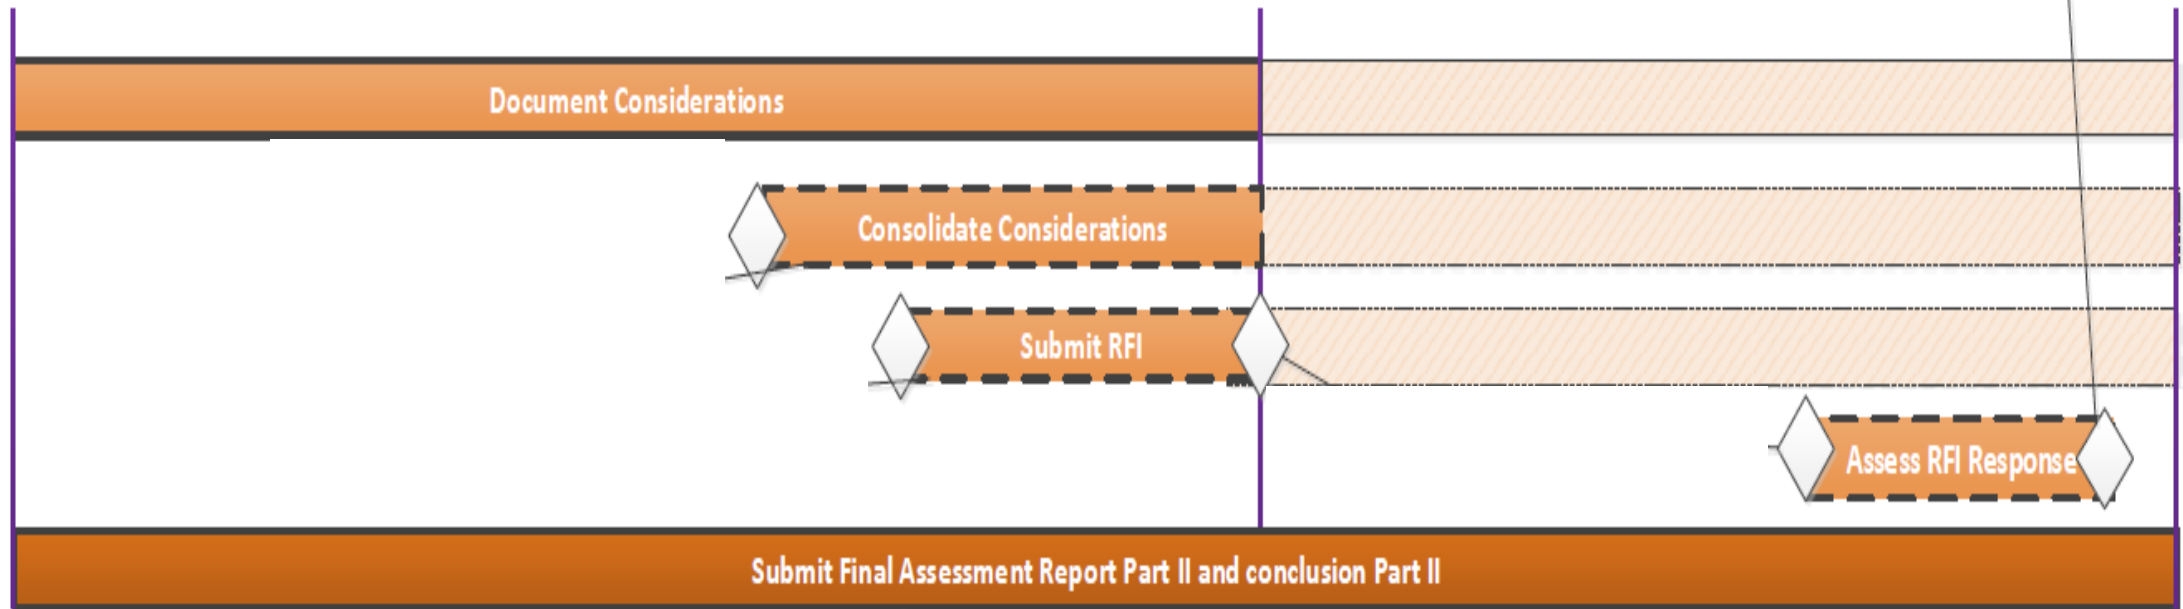 Document Considerations
Consolidate Considerations
Submit RFI
Assess RFI Response
Submit Final Assessment Report Part II and conclusion Part II